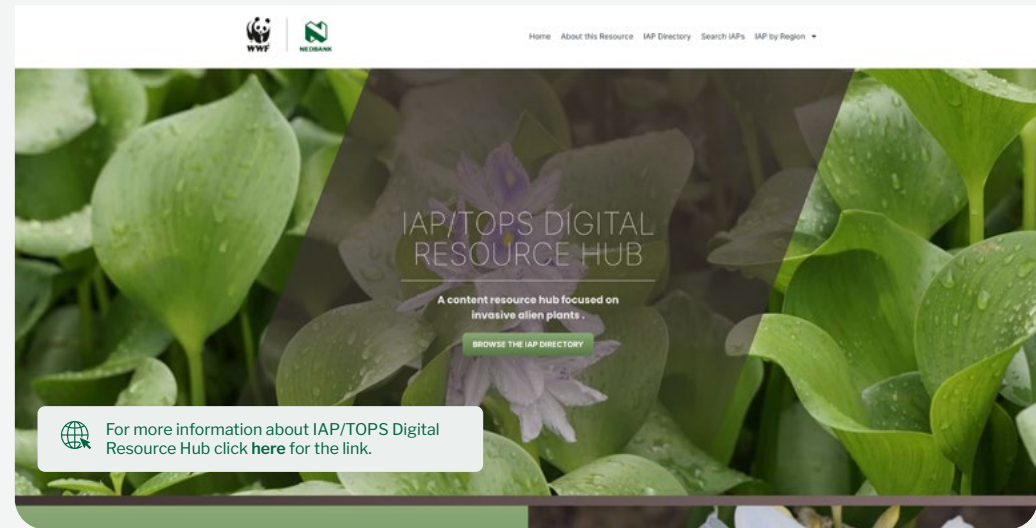 WWF
NEDBANK
Home About this Resource IAP Directory Search IAPs IAP by Region
IAP/TOPS DIGITAL
RESOURCE HUB
A content resource hub focused on
invasive alien plants .
BROWSE THE IAP DIRECTORY
For more information about IAP/TOPS Digital
Resource Hub click here for the link.